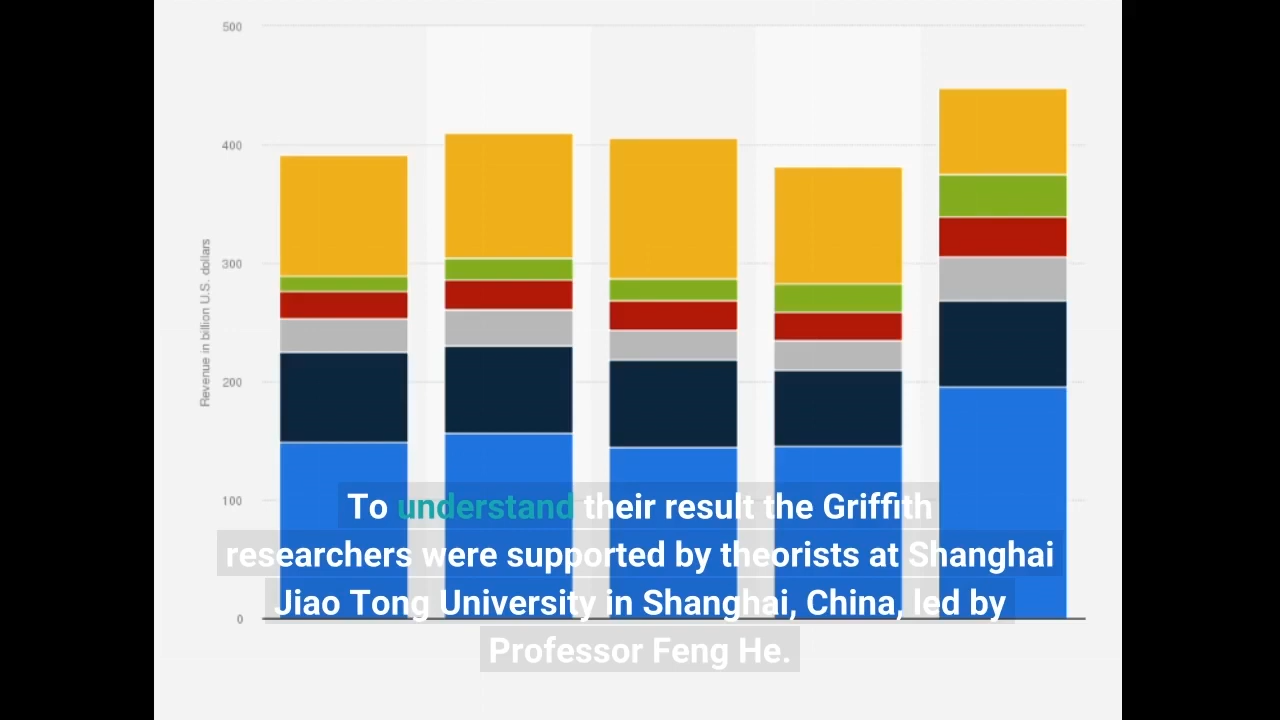 500
400
300
200
100
0
Revenue in billion U.S. dollars
To understand their result the Griffith
researchers were supported by theorists at Shanghai
Jiao Tong University in Shanghai, China, led by
Professor Feng He.